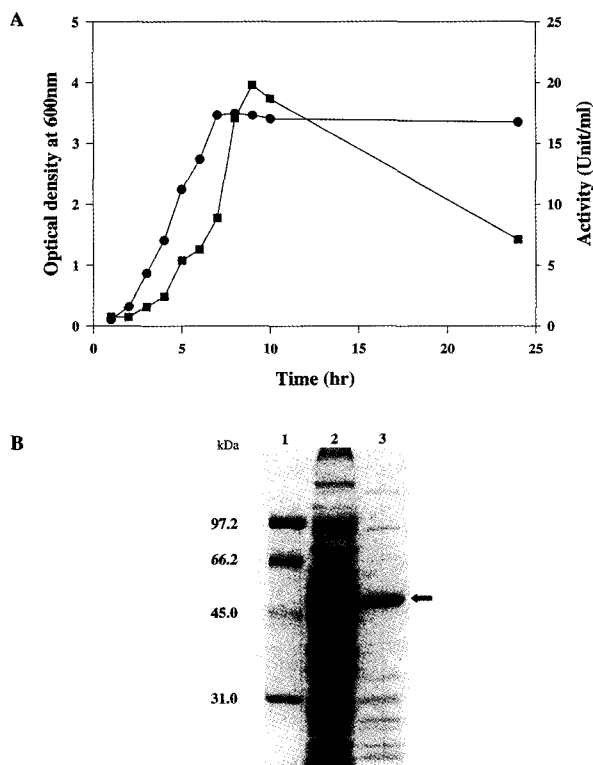 A
Optical density at 600nm
5
4
3
2
1
0
25
20
15
10
5
0
Activity (Unit/ml)
0 5 10 15 20 25
Time (hr)
B
kDa 1 2 3
97.2
66.2
45.0
31.0